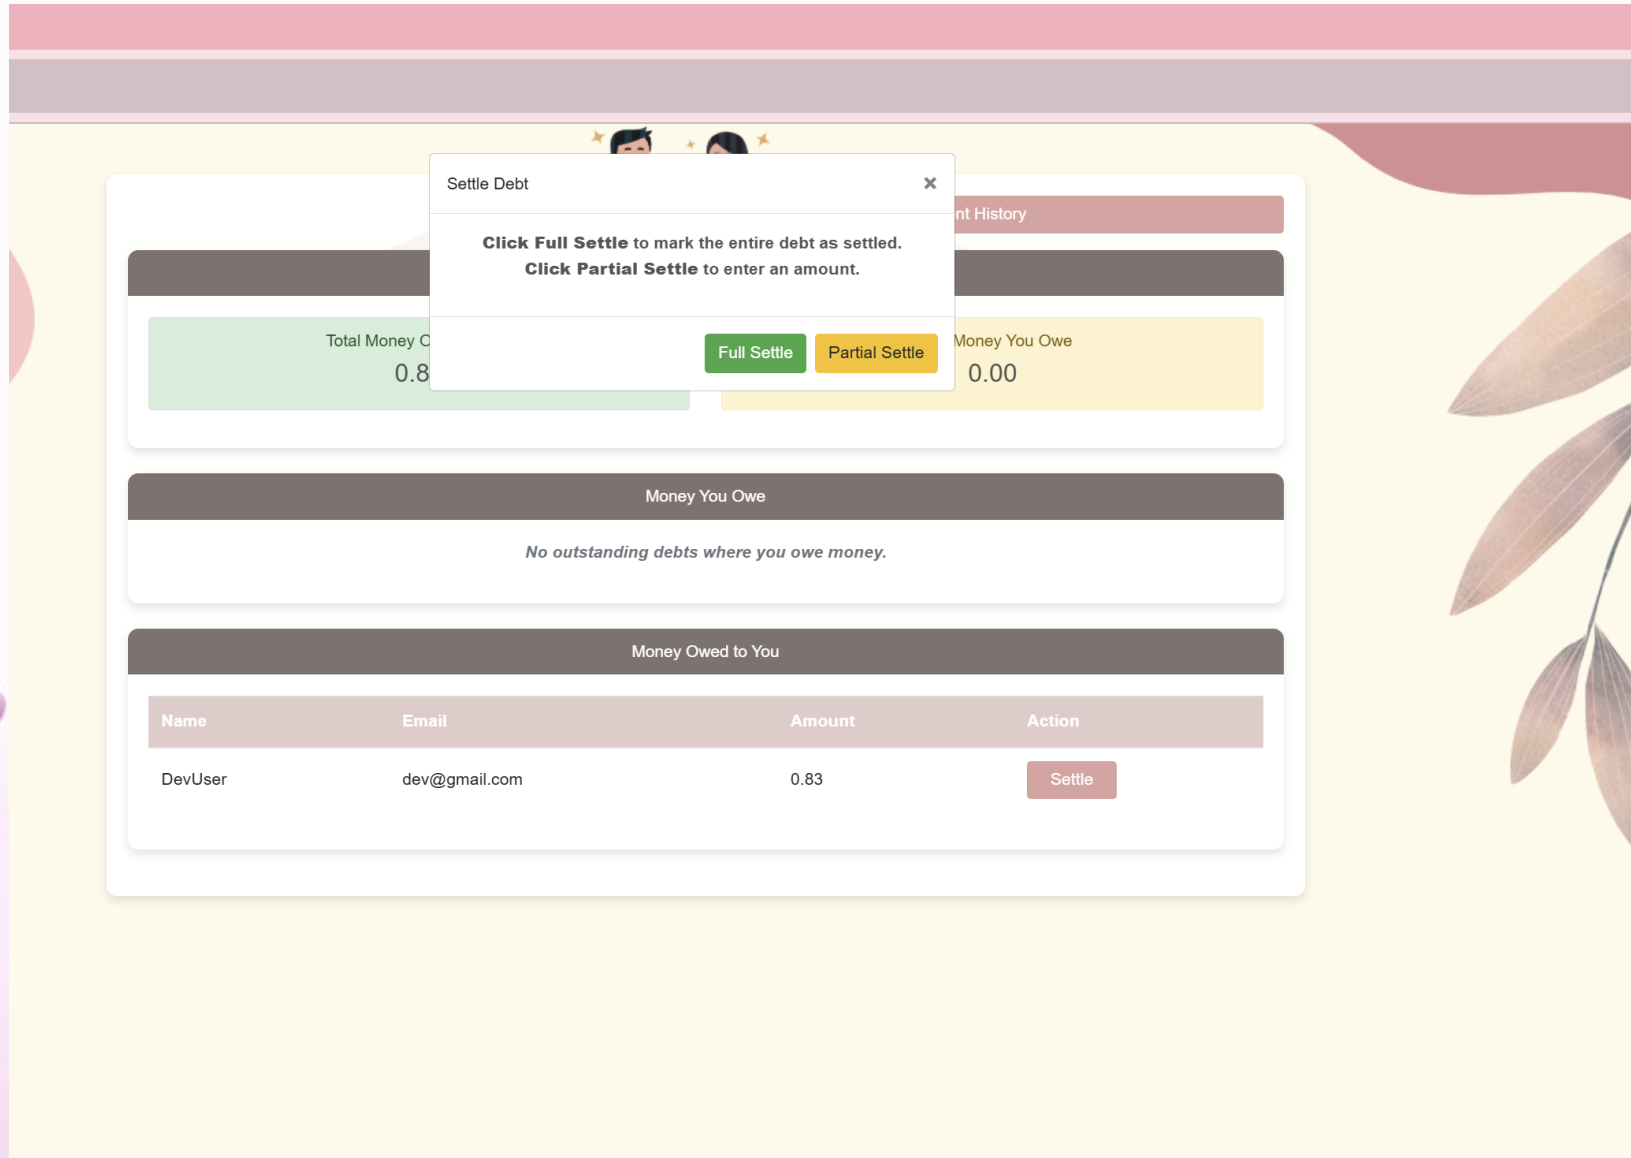 Settle Debt ×
nt History
Click Full Settle to mark the entire debt as settled.
Click Partial Settle to enter an amount.
Full Settle Partial Settle
Total Money
0.8
Money You Owe
0.00
Money You Owe
No outstanding debts where you owe money.
Money Owed to You
Name Email Amount Action
DevUser dev@gmail.com 0.83 Settle